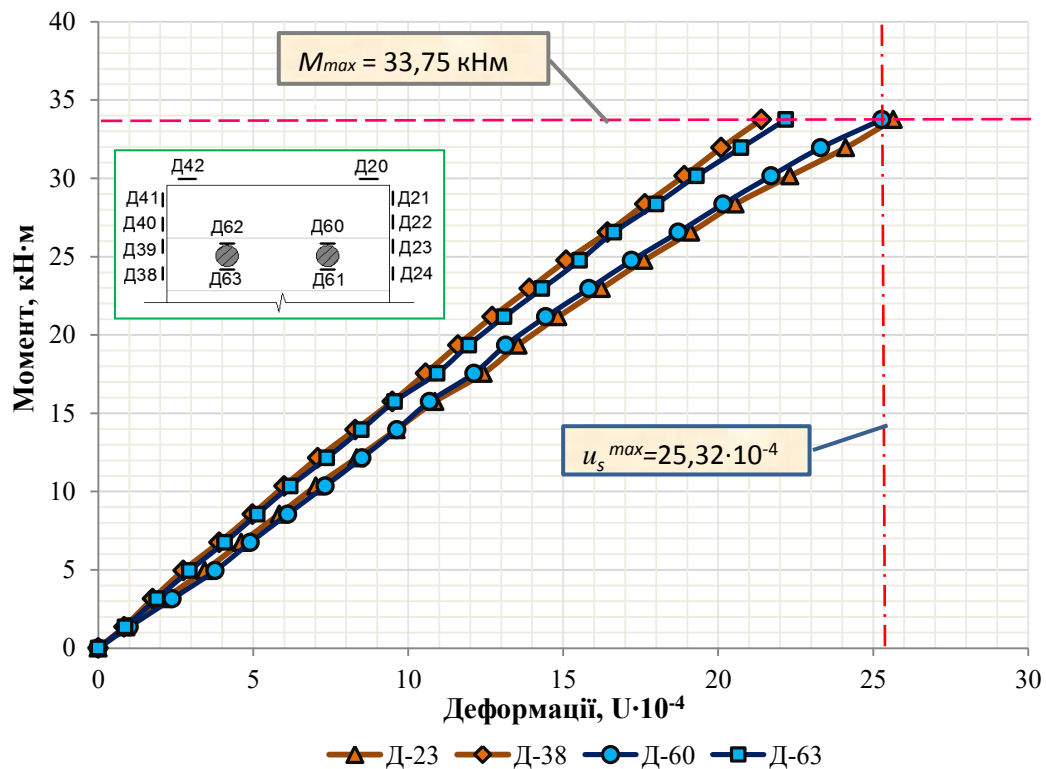 40
35
30
25
20
15
10
5
0
Момент, кН·м
Mmax = 33,75 кНм
Д42 Д20
Д41 Д21
Д40 Д62 Д60 Д22
Д39 Д23
Д38 Д63 Д61 Д24
us max=25,32·10-4
0 5 10 15 20 25 30
Деформації, U·10-4
Д-23 Д-38 Д-60 Д-63